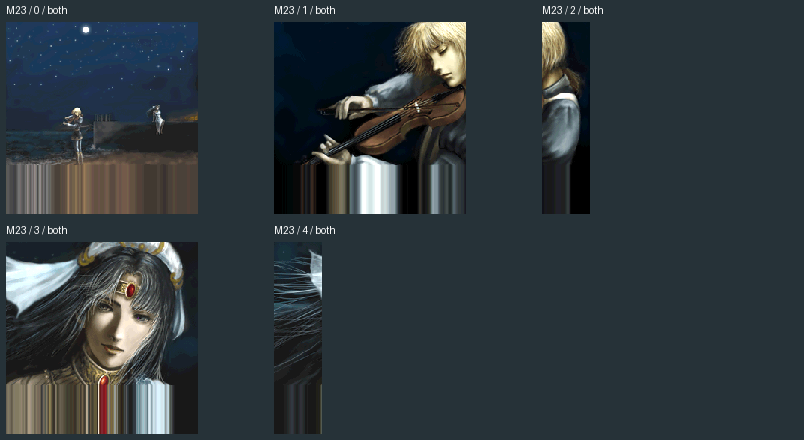 M23 / 0 / both
M23 / 1 / both
M23 / 2 / both
M23 / 3 / both
M23 / 4 / both